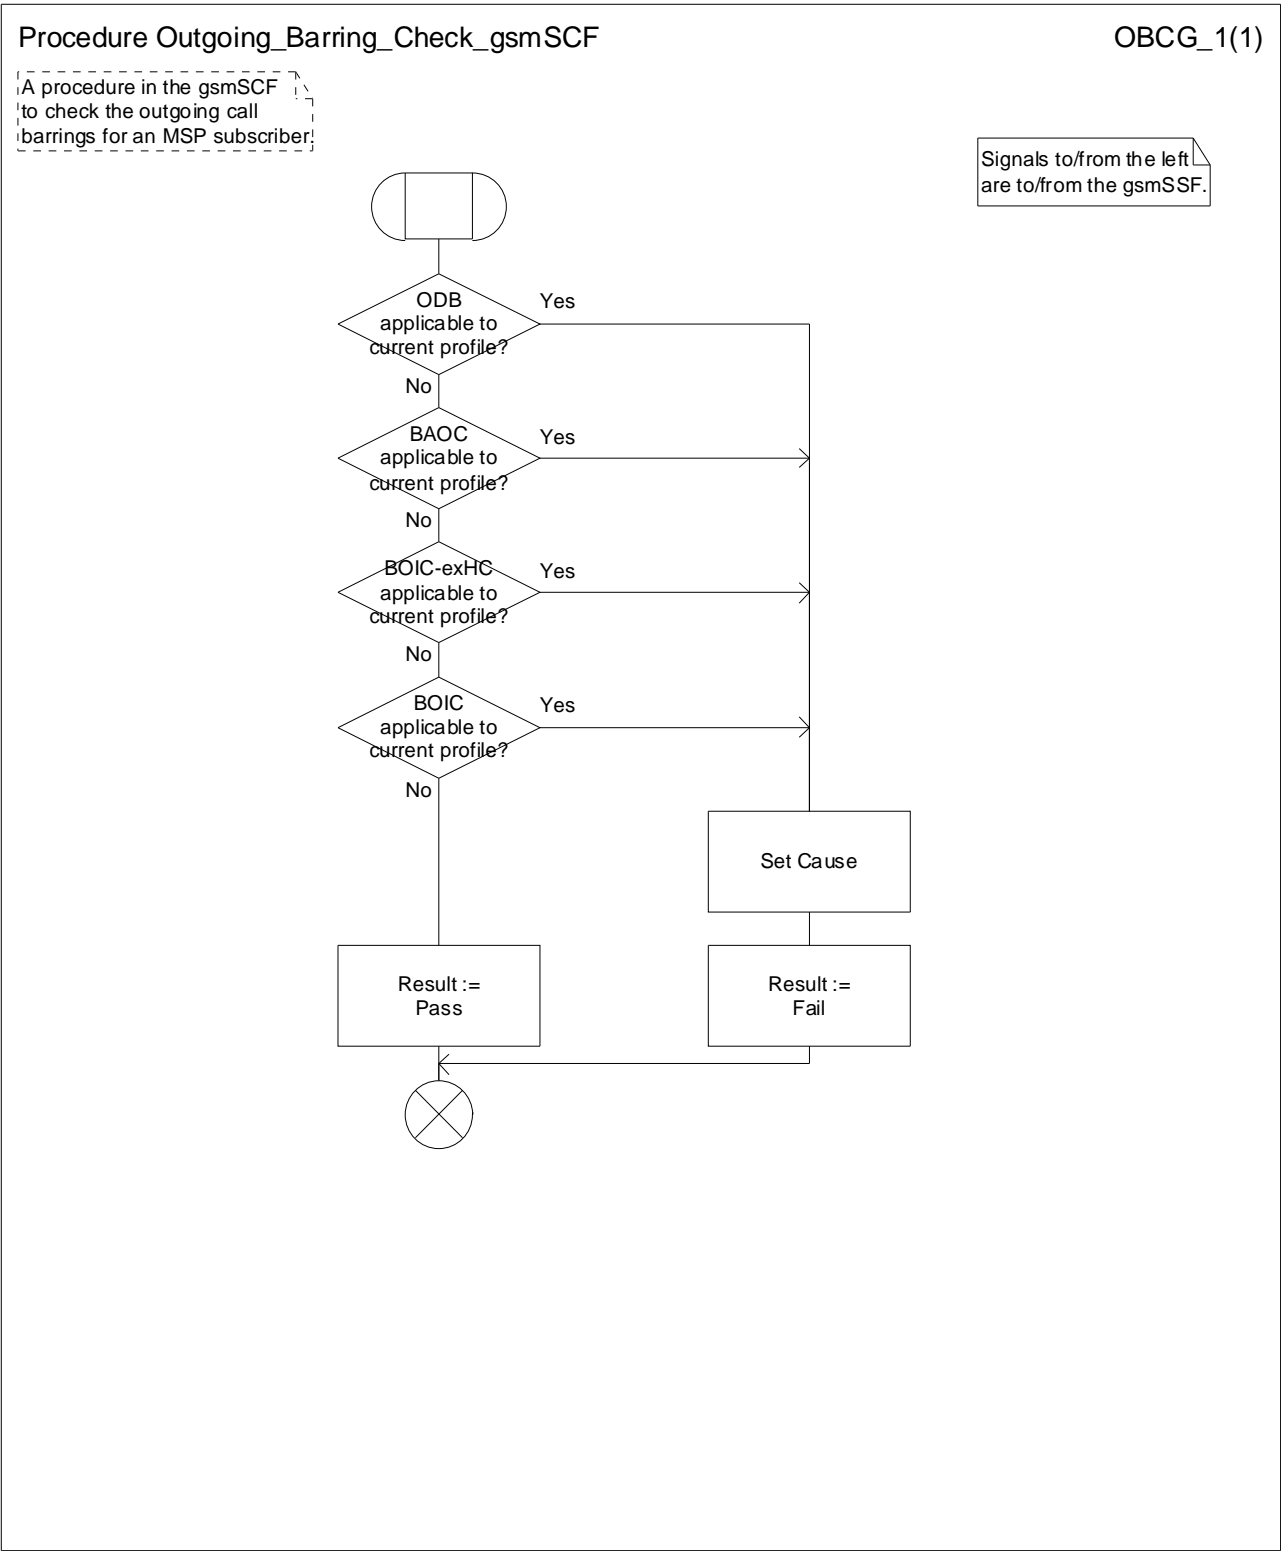 Procedure Outgoing_Barring_Check_gsmSCF
OBCG_1(1)
A procedure in the gsmSCF
to check the outgoing call
barrings for an MSP subscriber.
Signals to/from the left
are to/from the gsmSSF.
ODB
applicable to
current profile?
Yes
No
BAOC
applicable to
current profile?
Yes
No
BOIC-exHC
applicable to
current profile?
Yes
No
BOIC
applicable to
current profile?
Yes
No
Set Cause
Result :=
Pass
Result :=
Fail